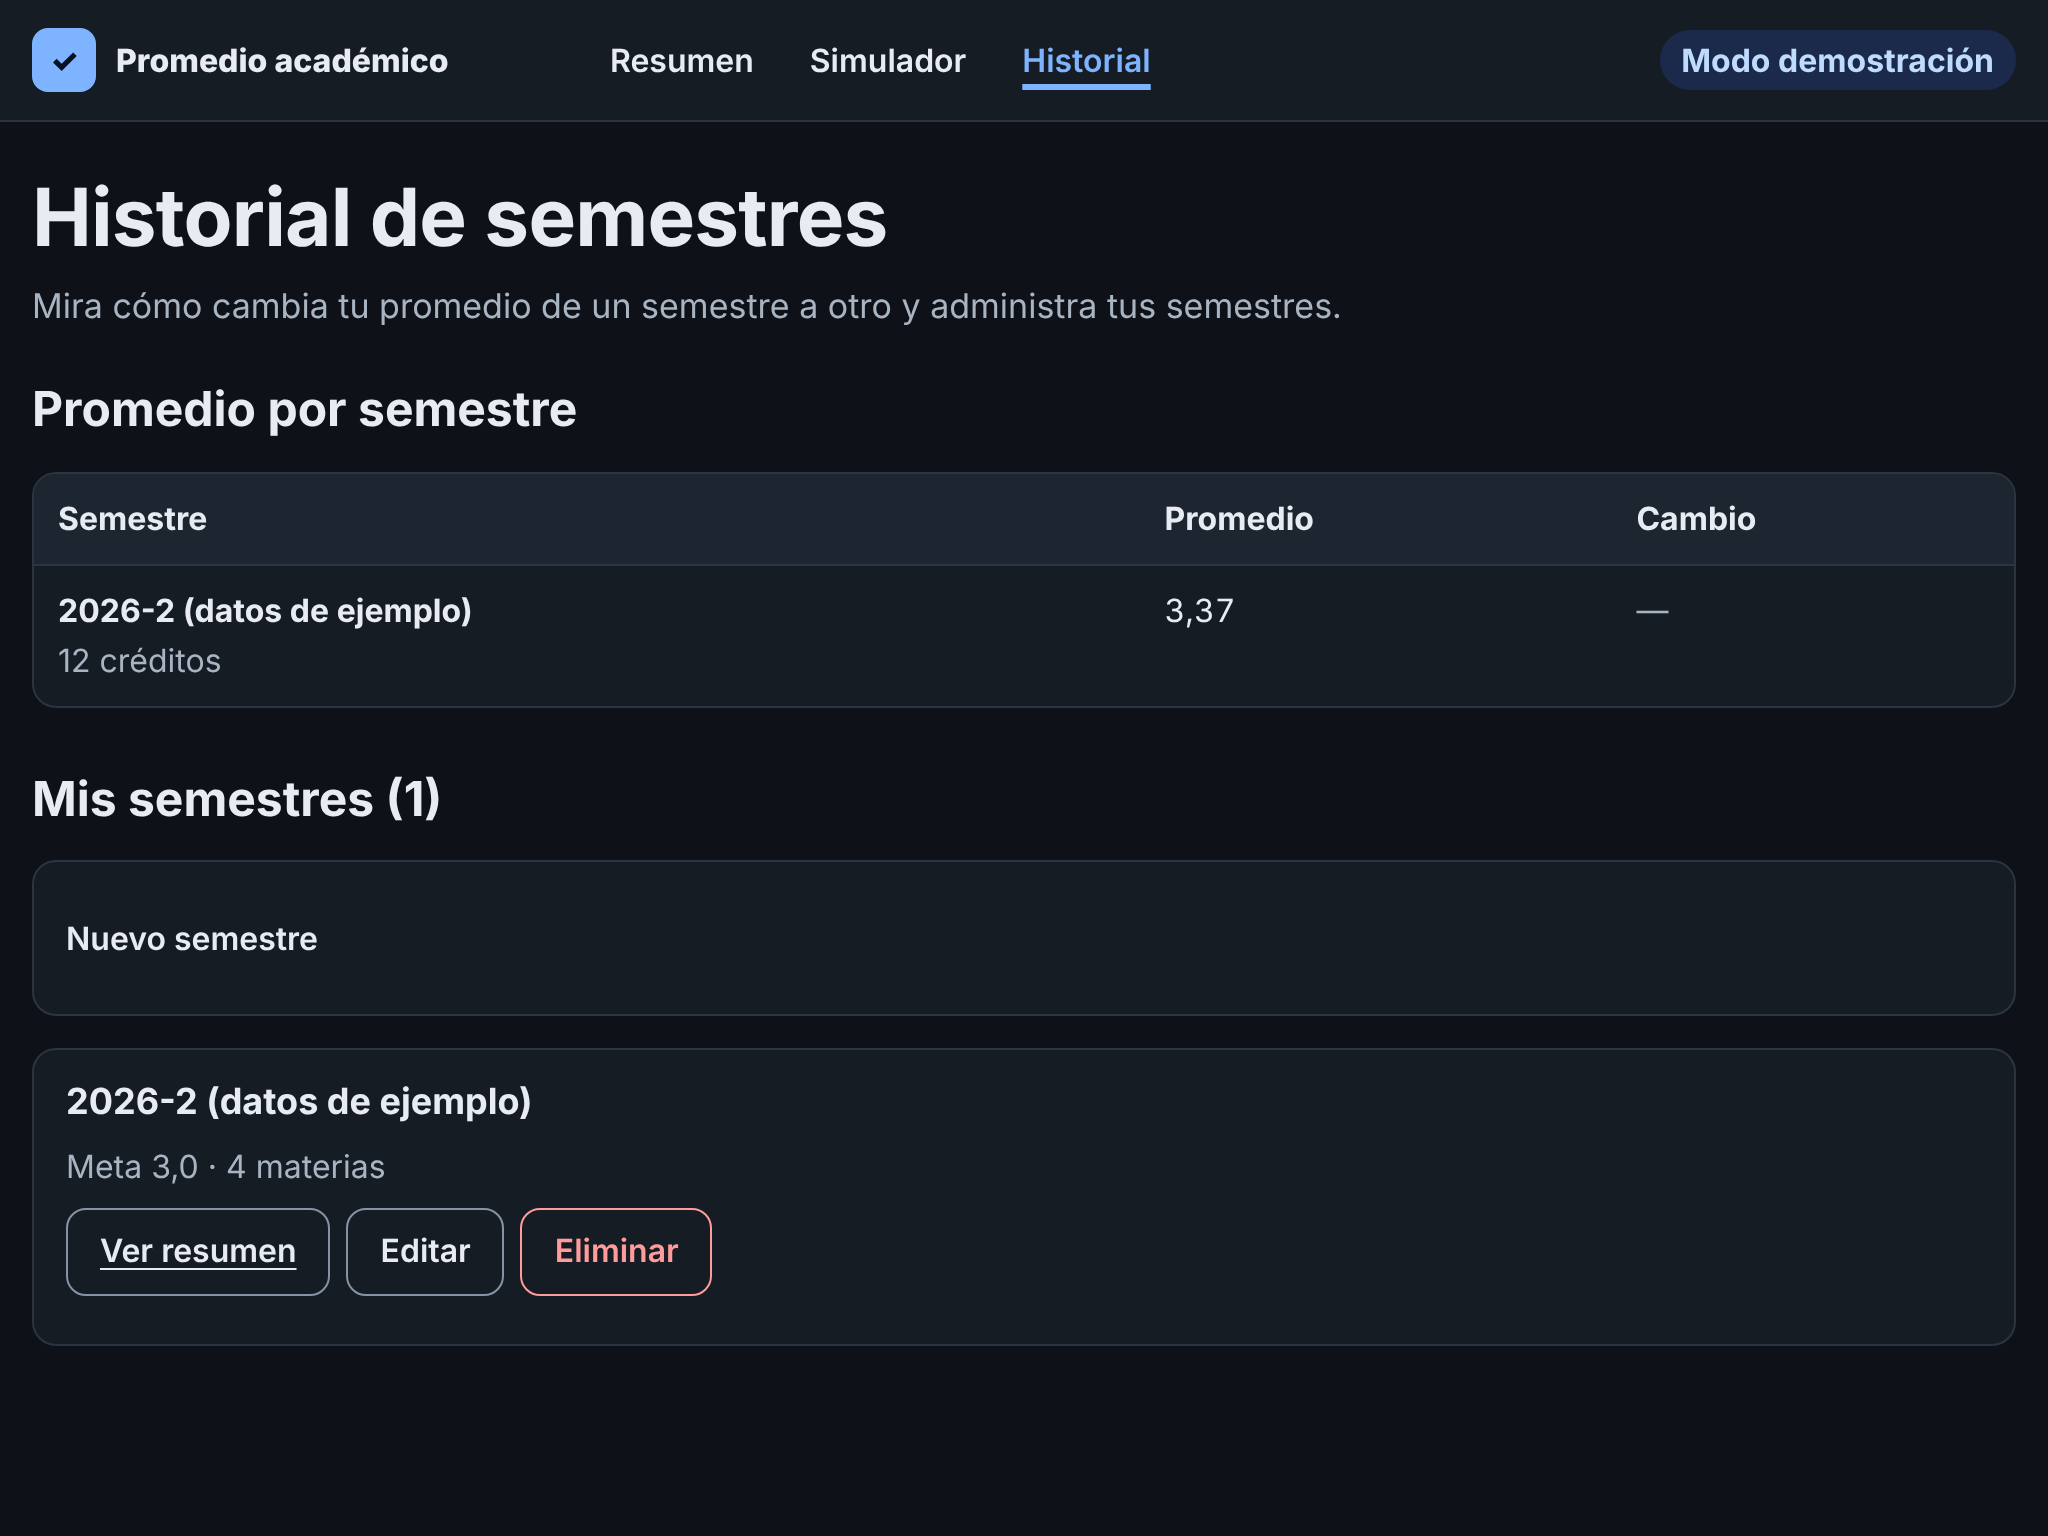 Promedio académico
Resumen
Simulador
Historial
Modo demostración
Historial de semestres
Mira cómo cambia tu promedio de un semestre a otro y administra tus semestres.
Promedio por semestre
Semestre Promedio Cambio
2026-2 (datos de ejemplo) 3,37 —
12 créditos
Mis semestres (1)
Nuevo semestre
2026-2 (datos de ejemplo)
Meta 3,0 · 4 materias
Ver resumen Editar Eliminar